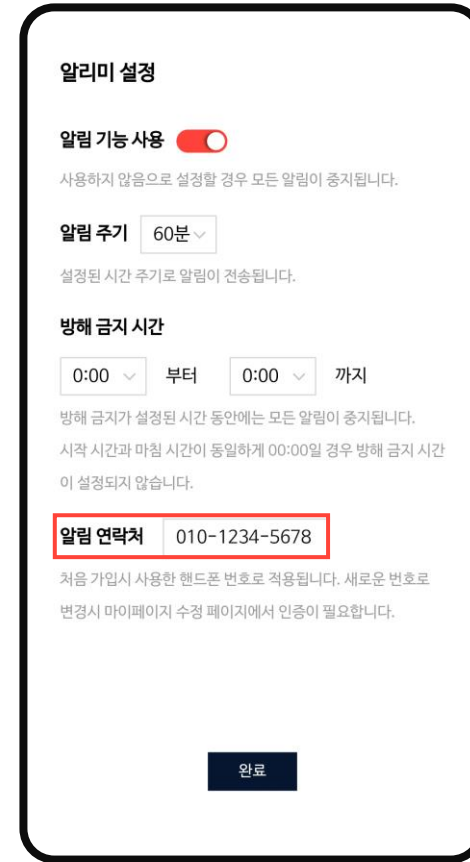 알리미 설정
알림 기능 사용
사용하지 않음으로 설정할 경우 모든 알림이 중지됩니다.
알림 주기 60분
설정된 시간 주기로 알림이 전송됩니다.
방해 금지 시간
0:00 부터 0:00 까지
방해 금지가 설정된 시간 동안에는 모든 알림이 중지됩니다.
시작 시간과 마침 시간이 동일하게 00:00일 경우 방해 금지 시간
이 설정되지 않습니다.
알림 연락처 010-1234-5678
처음 가입시 사용한 핸드폰 번호로 적용됩니다. 새로운 번호로
변경시 마이페이지 수정 페이지에서 인증이 필요합니다.
완료